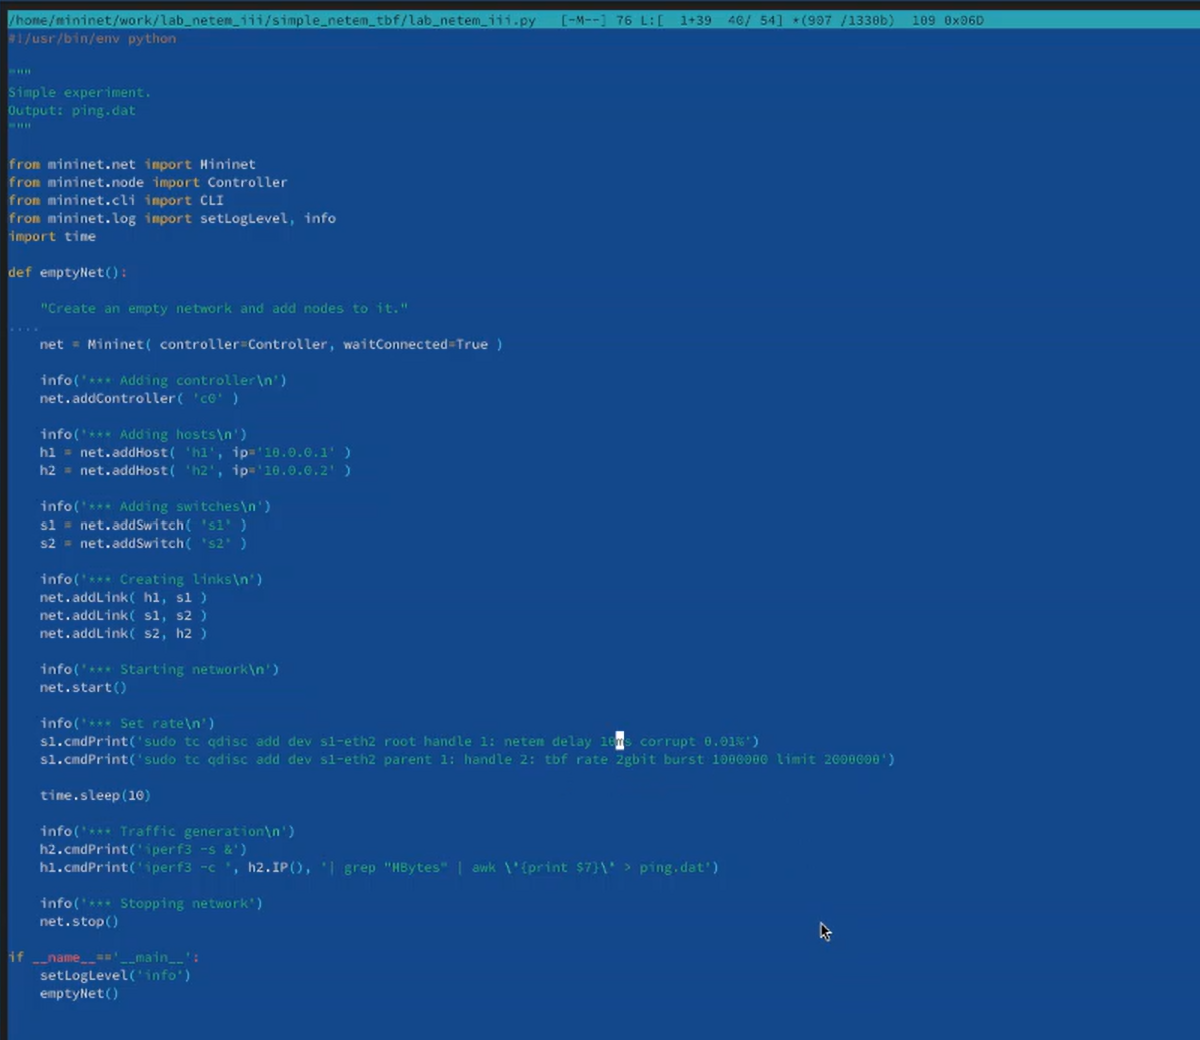 /home/mininet/work/lab_netem_iii/simple_netem_tbf/lab_netem_iii.py [-M--] 76 L:[ 1+39 40/ 54] *(907 /1330b) 109 0x06D
#!/usr/bin/env python
"""
Simple experiment.
Output: ping.dat
"""
from mininet.net import Mininet
from mininet.node import Controller
from mininet.cli import CLI
from mininet.log import setLogLevel, info
import time
def emptyNet():
"Create an empty network and add nodes to it."
....
net = Mininet( controller=Controller, waitConnected=True )
info('*** Adding controller\n')
net.addController( 'c0' )
info('*** Adding hosts\n')
h1 = net.addHost( 'h1', ip='10.0.0.1' )
h2 = net.addHost( 'h2', ip='10.0.0.2' )
info('*** Adding switches\n')
s1 = net.addSwitch( 's1' )
s2 = net.addSwitch( 's2' )
info('*** Creating links\n')
net.addLink( h1, s1 )
net.addLink( s1, s2 )
net.addLink( s2, h2 )
info('*** Starting network\n')
net.start()
info('*** Set rate\n')
s1.cmdPrint('sudo tc qdisc add dev s1-eth2 root handle 1: netem delay 10ms corrupt 0.01%')
s1.cmdPrint('sudo tc qdisc add dev s1-eth2 parent 1: handle 2: tbf rate 2gbit burst 1000000 limit 2000000')
time.sleep(10)
info('*** Traffic generation\n')
h2.cmdPrint('iperf3 -s &')
h1.cmdPrint('iperf3 -c ', h2.IP(), '| grep "MBytes" | awk \'{print $7}\' > ping.dat')
info('*** Stopping network')
net.stop()
if __name__=='__main__':
setLogLevel('info')
emptyNet()